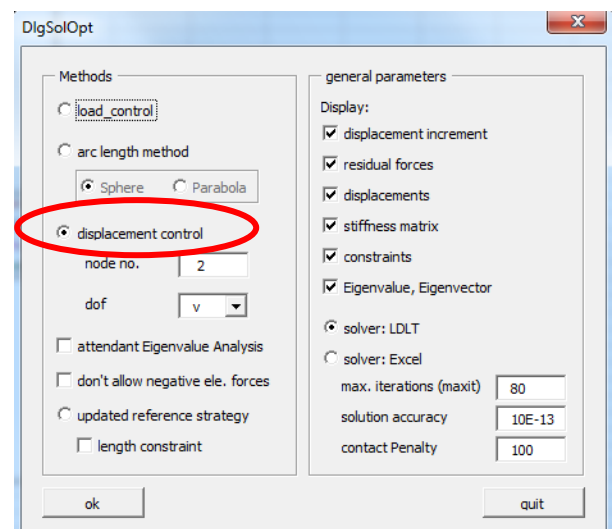 DlgSolOpt
Methods
load_control
arc length method
Sphere Parabola
displacement control
node no. 2
dof v
attendant Eigenvalue Analysis
don't allow negative ele. forces
updated reference strategy
length constraint
ok
general parameters
Display:
displacement increment
residual forces
displacements
stiffness matrix
constraints
Eigenvalue, Eigenvector
solver: LDLT
solver: Excel
max. iterations (maxit) 80
solution accuracy 10E-13
contact Penalty 100
quit